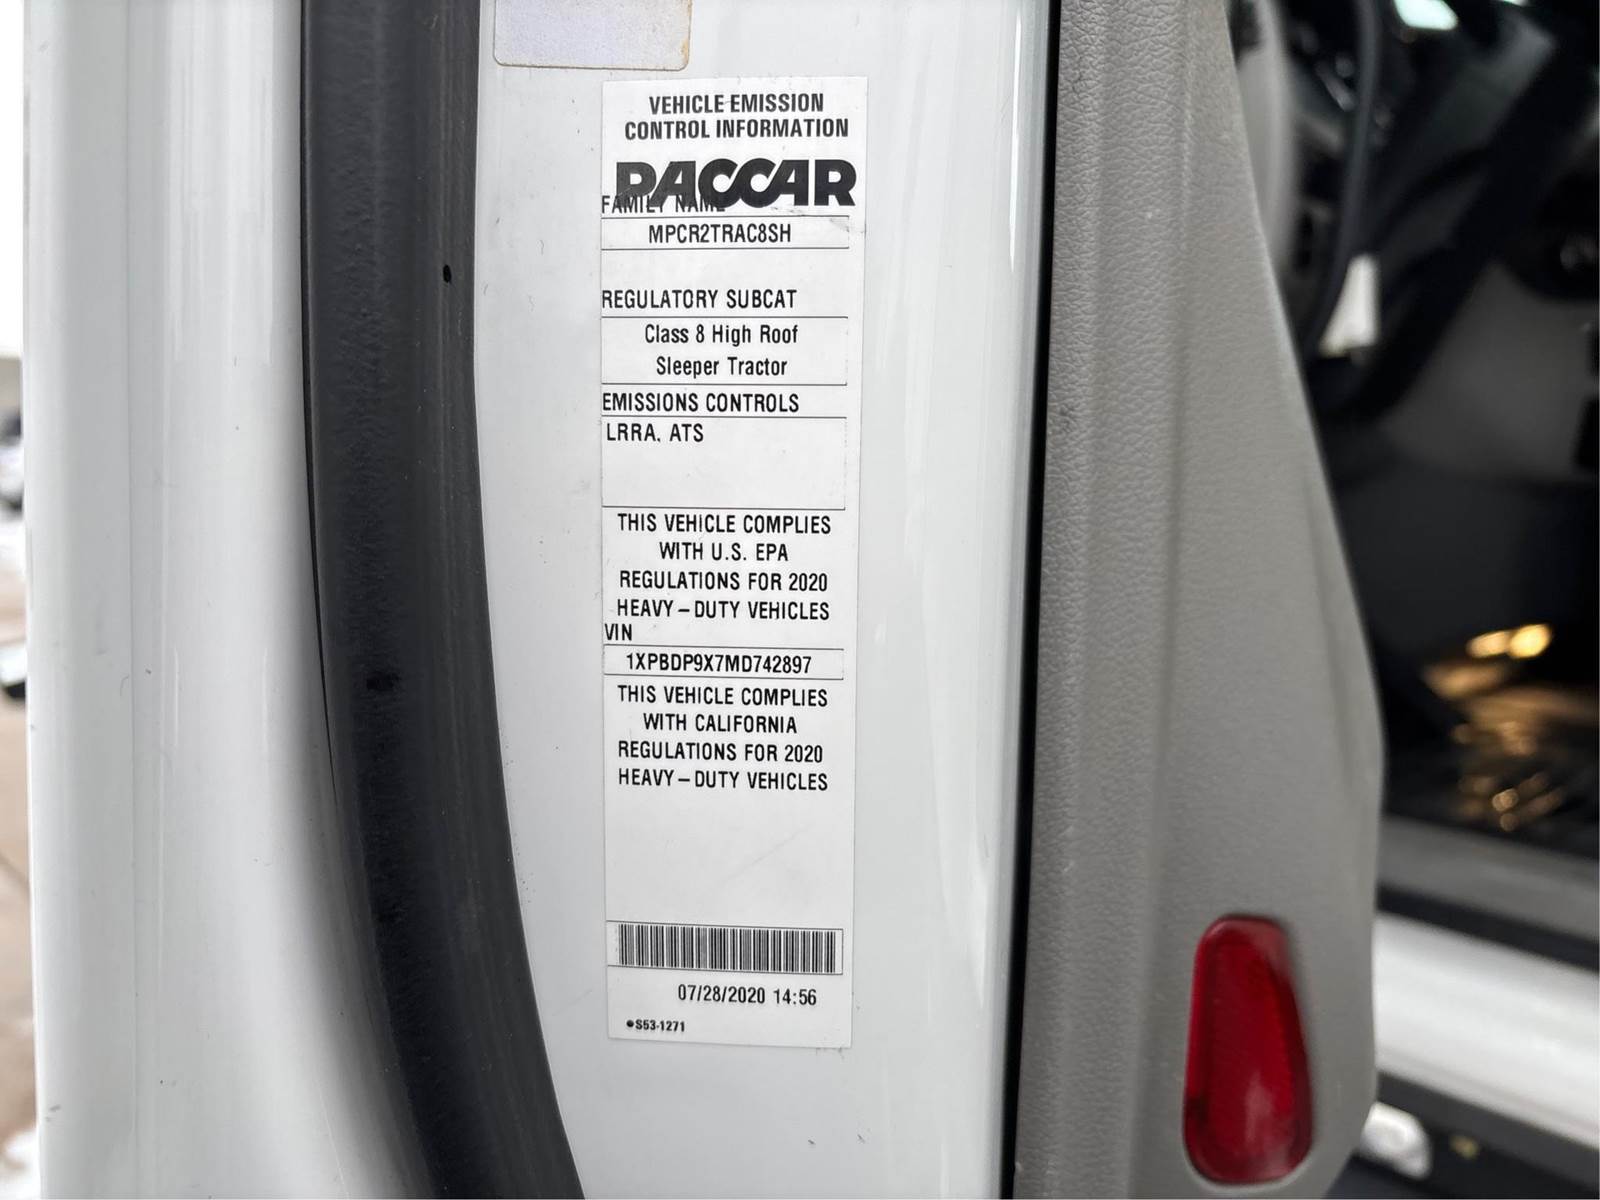 VEHICLE EMISSION
CONTROL INFORMATION
PACCAR
FAMILY NAME
MPCR2TRAC8SH
REGULATORY SUBCAT
Class 8 High Roof
Sleeper Tractor
EMISSIONS CONTROLS
LRRA, ATS
THIS VEHICLE COMPLIES
WITH U.S. EPA
REGULATIONS FOR 2020
HEAVY-DUTY VEHICLES
VIN
1XPBDP9X7MD742897
THIS VEHICLE COMPLIES
WITH CALIFORNIA
REGULATIONS FOR 2020
HEAVY-DUTY VEHICLES
07/28/2020 14:56
●S53-1271